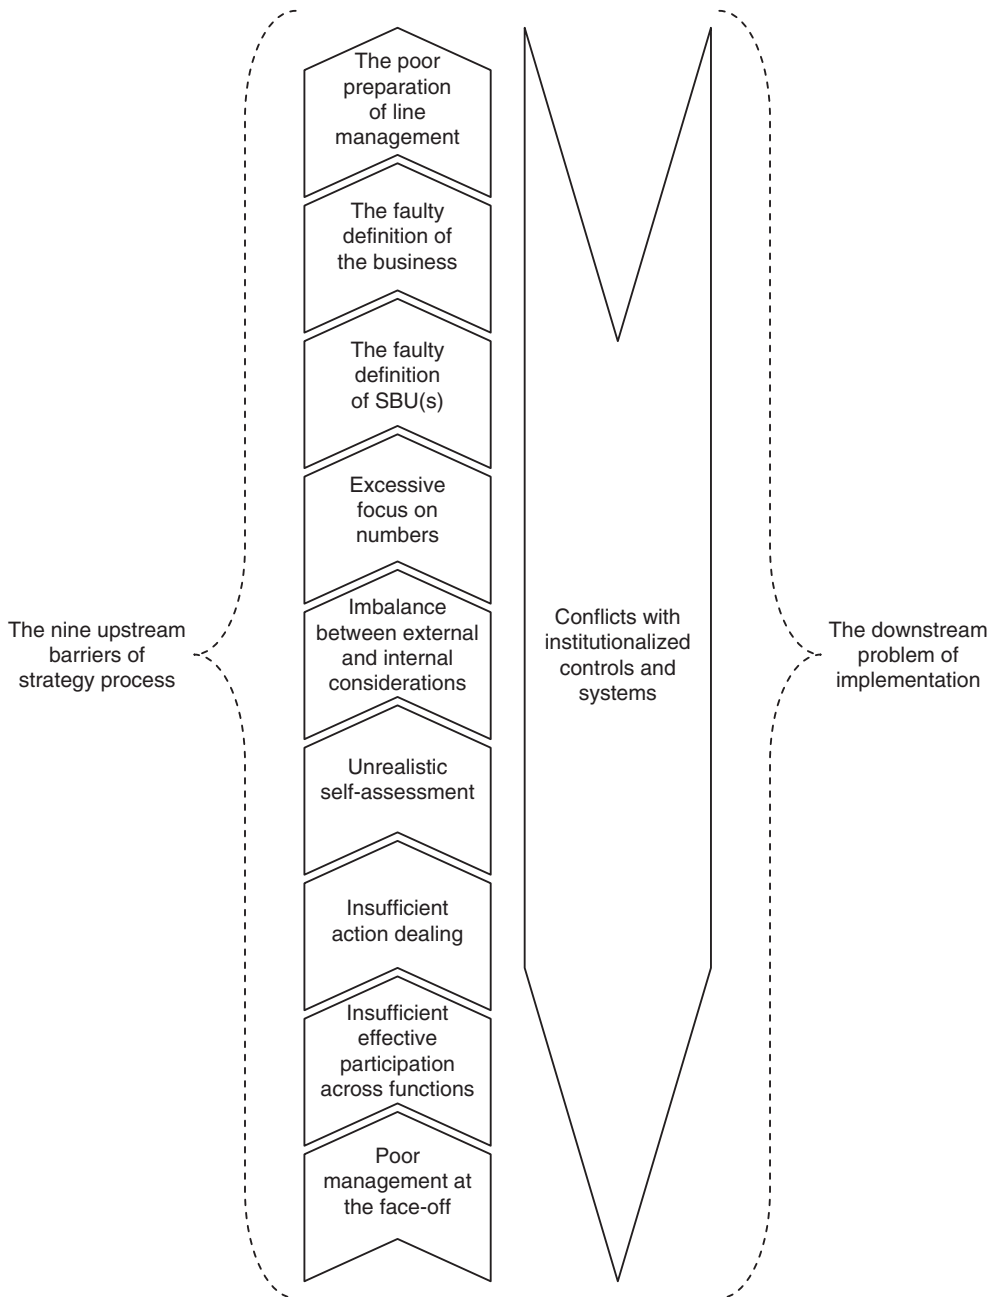 The poor
preparation
of line
management
The faulty
definition of
the business
The faulty
definition
of SBU(s)
Excessive
focus on
numbers
Imbalance
between external
and internal
considerations
Unrealistic
self-assessment
Insufficient
action dealing
Insufficient
effective
participation
across functions
Poor
management at
the face-off
The nine upstream
barriers of
strategy process
Conflicts with
institutionalized
controls and
systems
The downstream
problem of
implementation